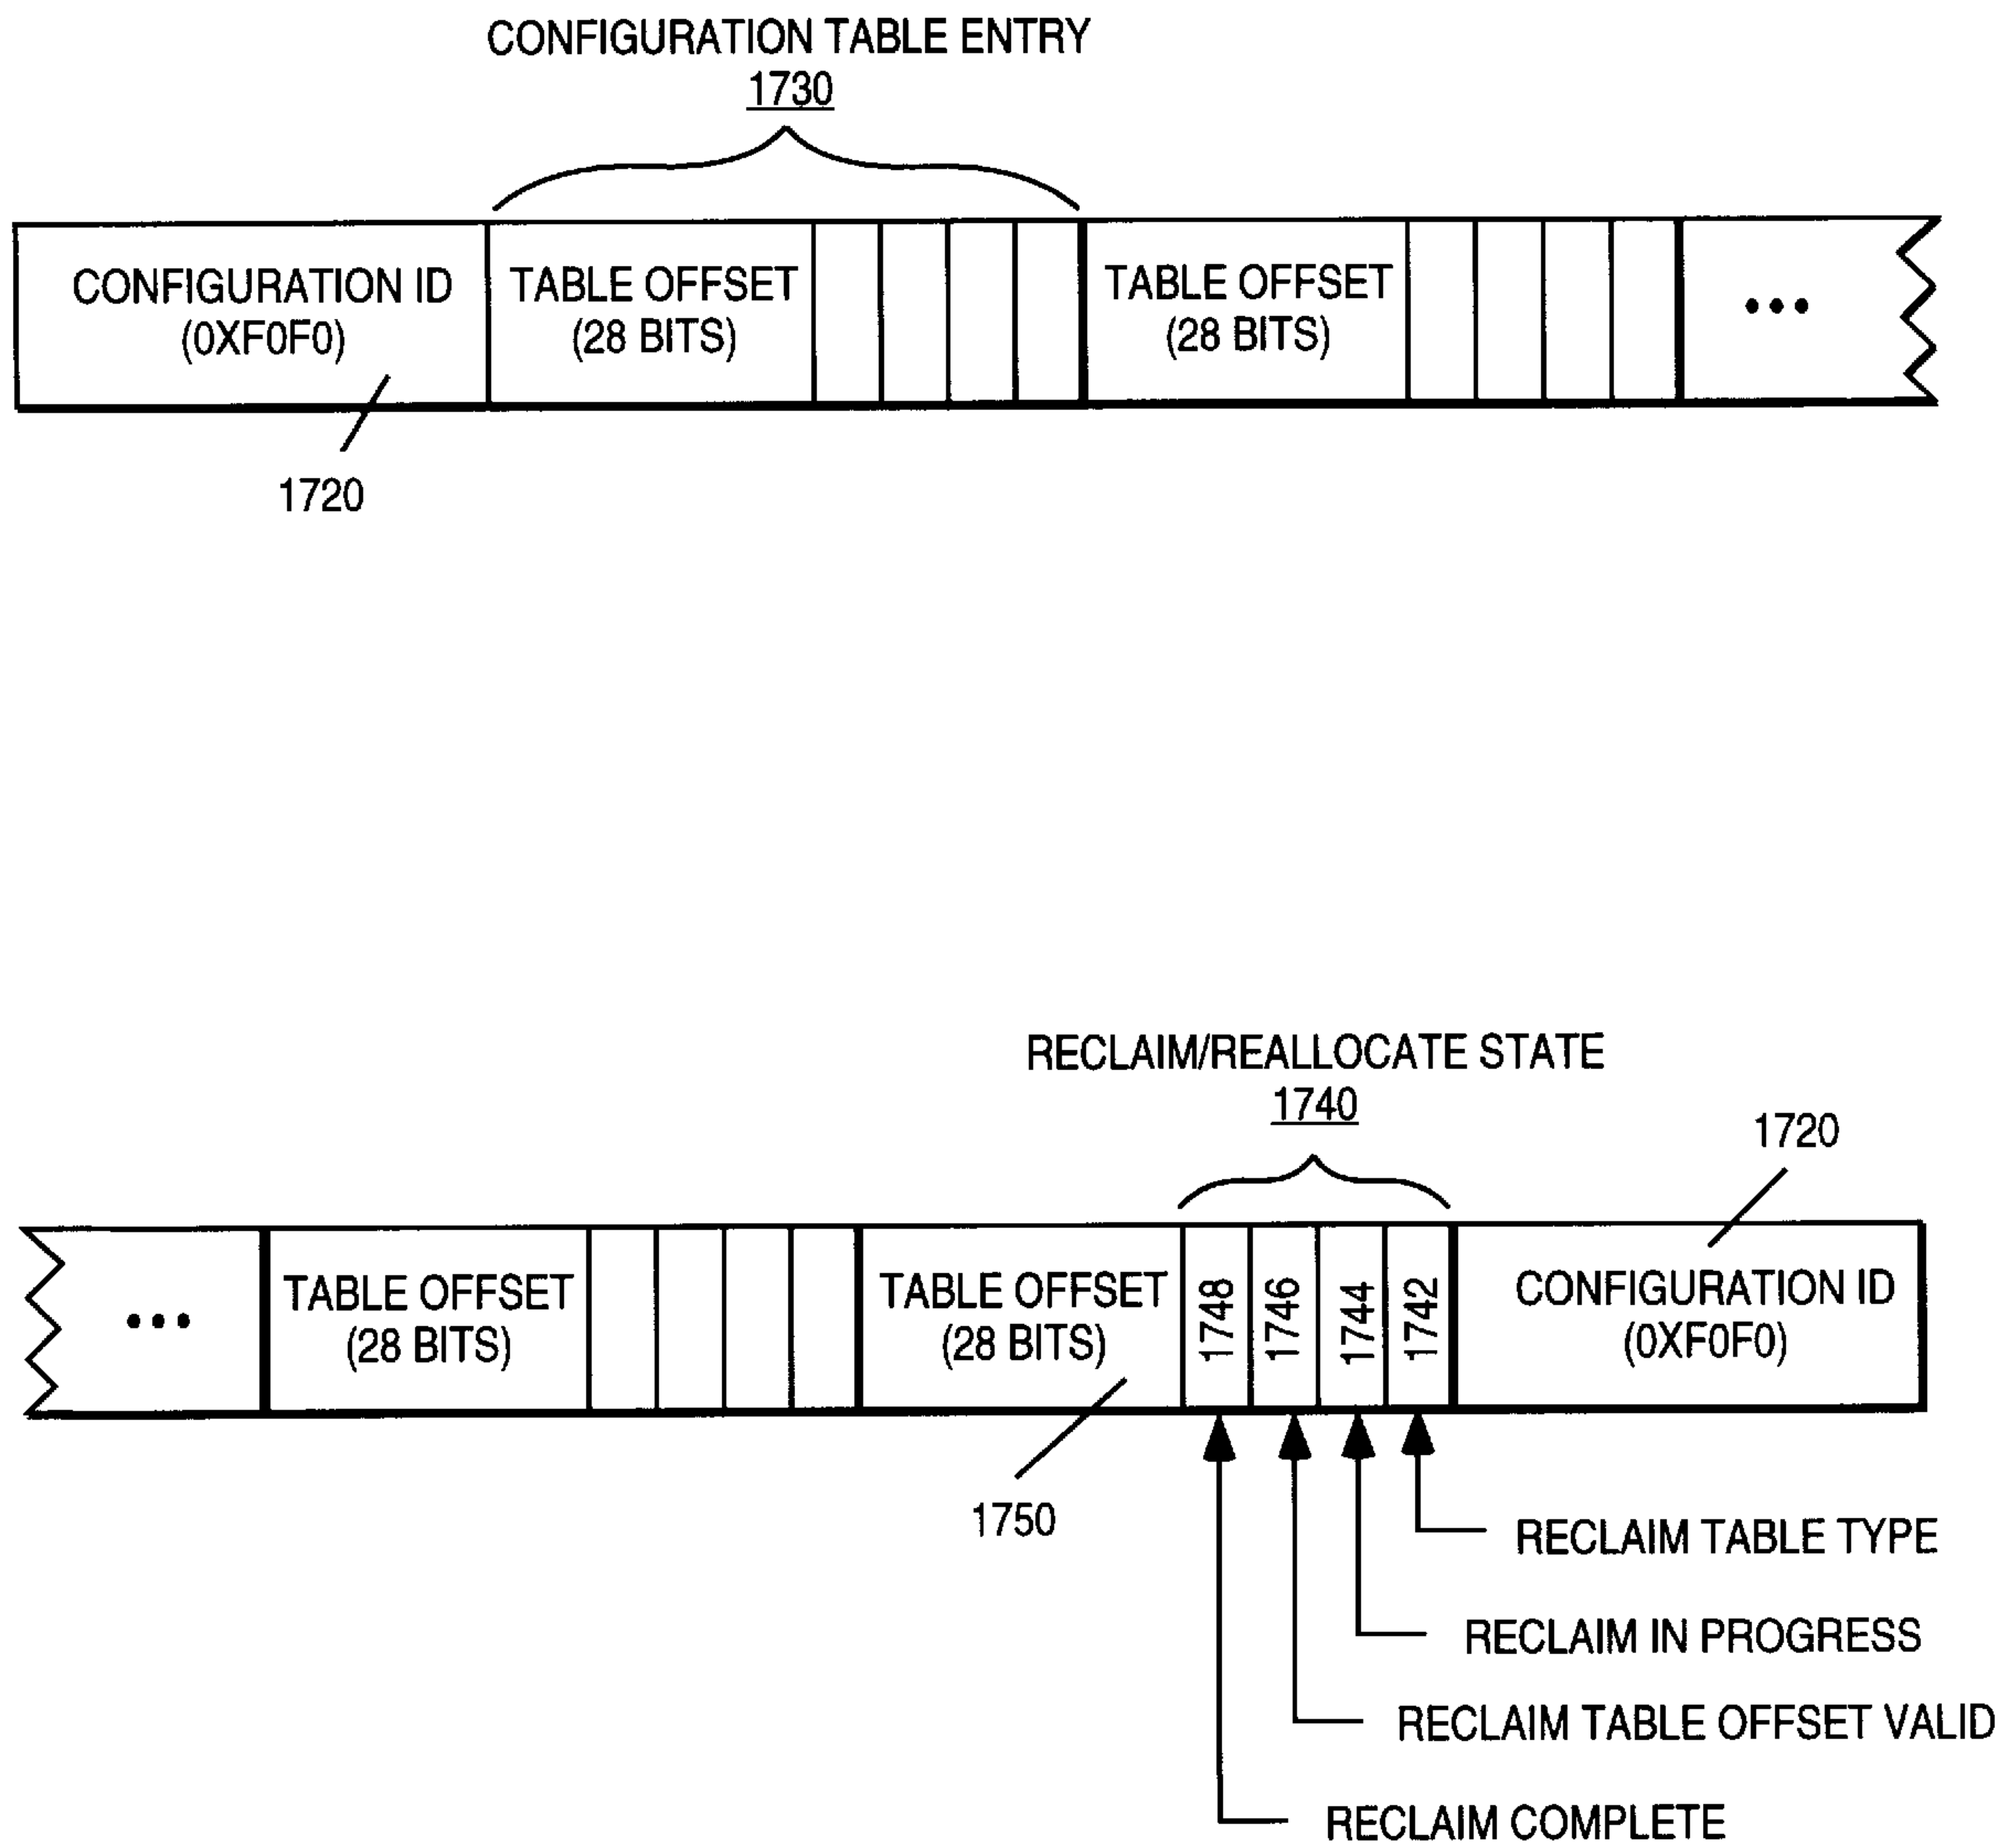 CONFIGURATION TABLE ENTRY
1730
CONFIGURATION ID
(0XF0F0)
TABLE OFFSET
(28 BITS)
TABLE OFFSET
(28 BITS)
•••
1720
RECLAIM/REALLOCATE STATE
1740
1720
•••
TABLE OFFSET
(28 BITS)
TABLE OFFSET
(28 BITS)
1748
1746
1744
1742
CONFIGURATION ID
(0XF0F0)
1750
RECLAIM TABLE TYPE
RECLAIM IN PROGRESS
RECLAIM TABLE OFFSET VALID
RECLAIM COMPLETE